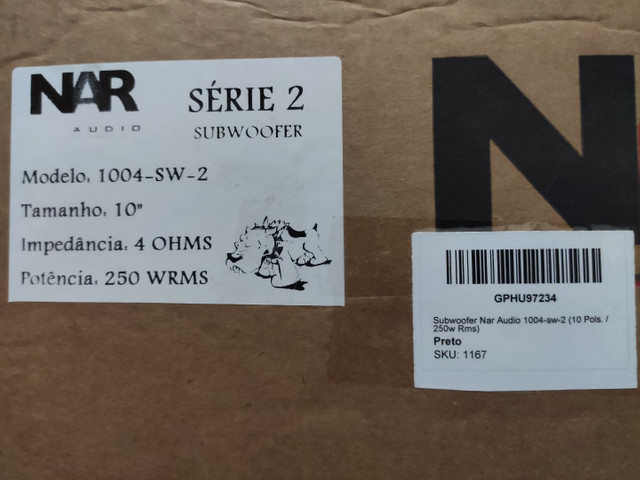 NAR
AUDIO
SÉRIE 2
SUBWOOFER
Modelo: 1004-SW-2
Tamanho: 10"
Impedância: 4 OHMS
Potência: 250 WRMS
N
GPHU97234
Subwoofer Nar Audio 1004-sw-2 (10 Pols. /
250w Rms)
Preto
SKU: 1167